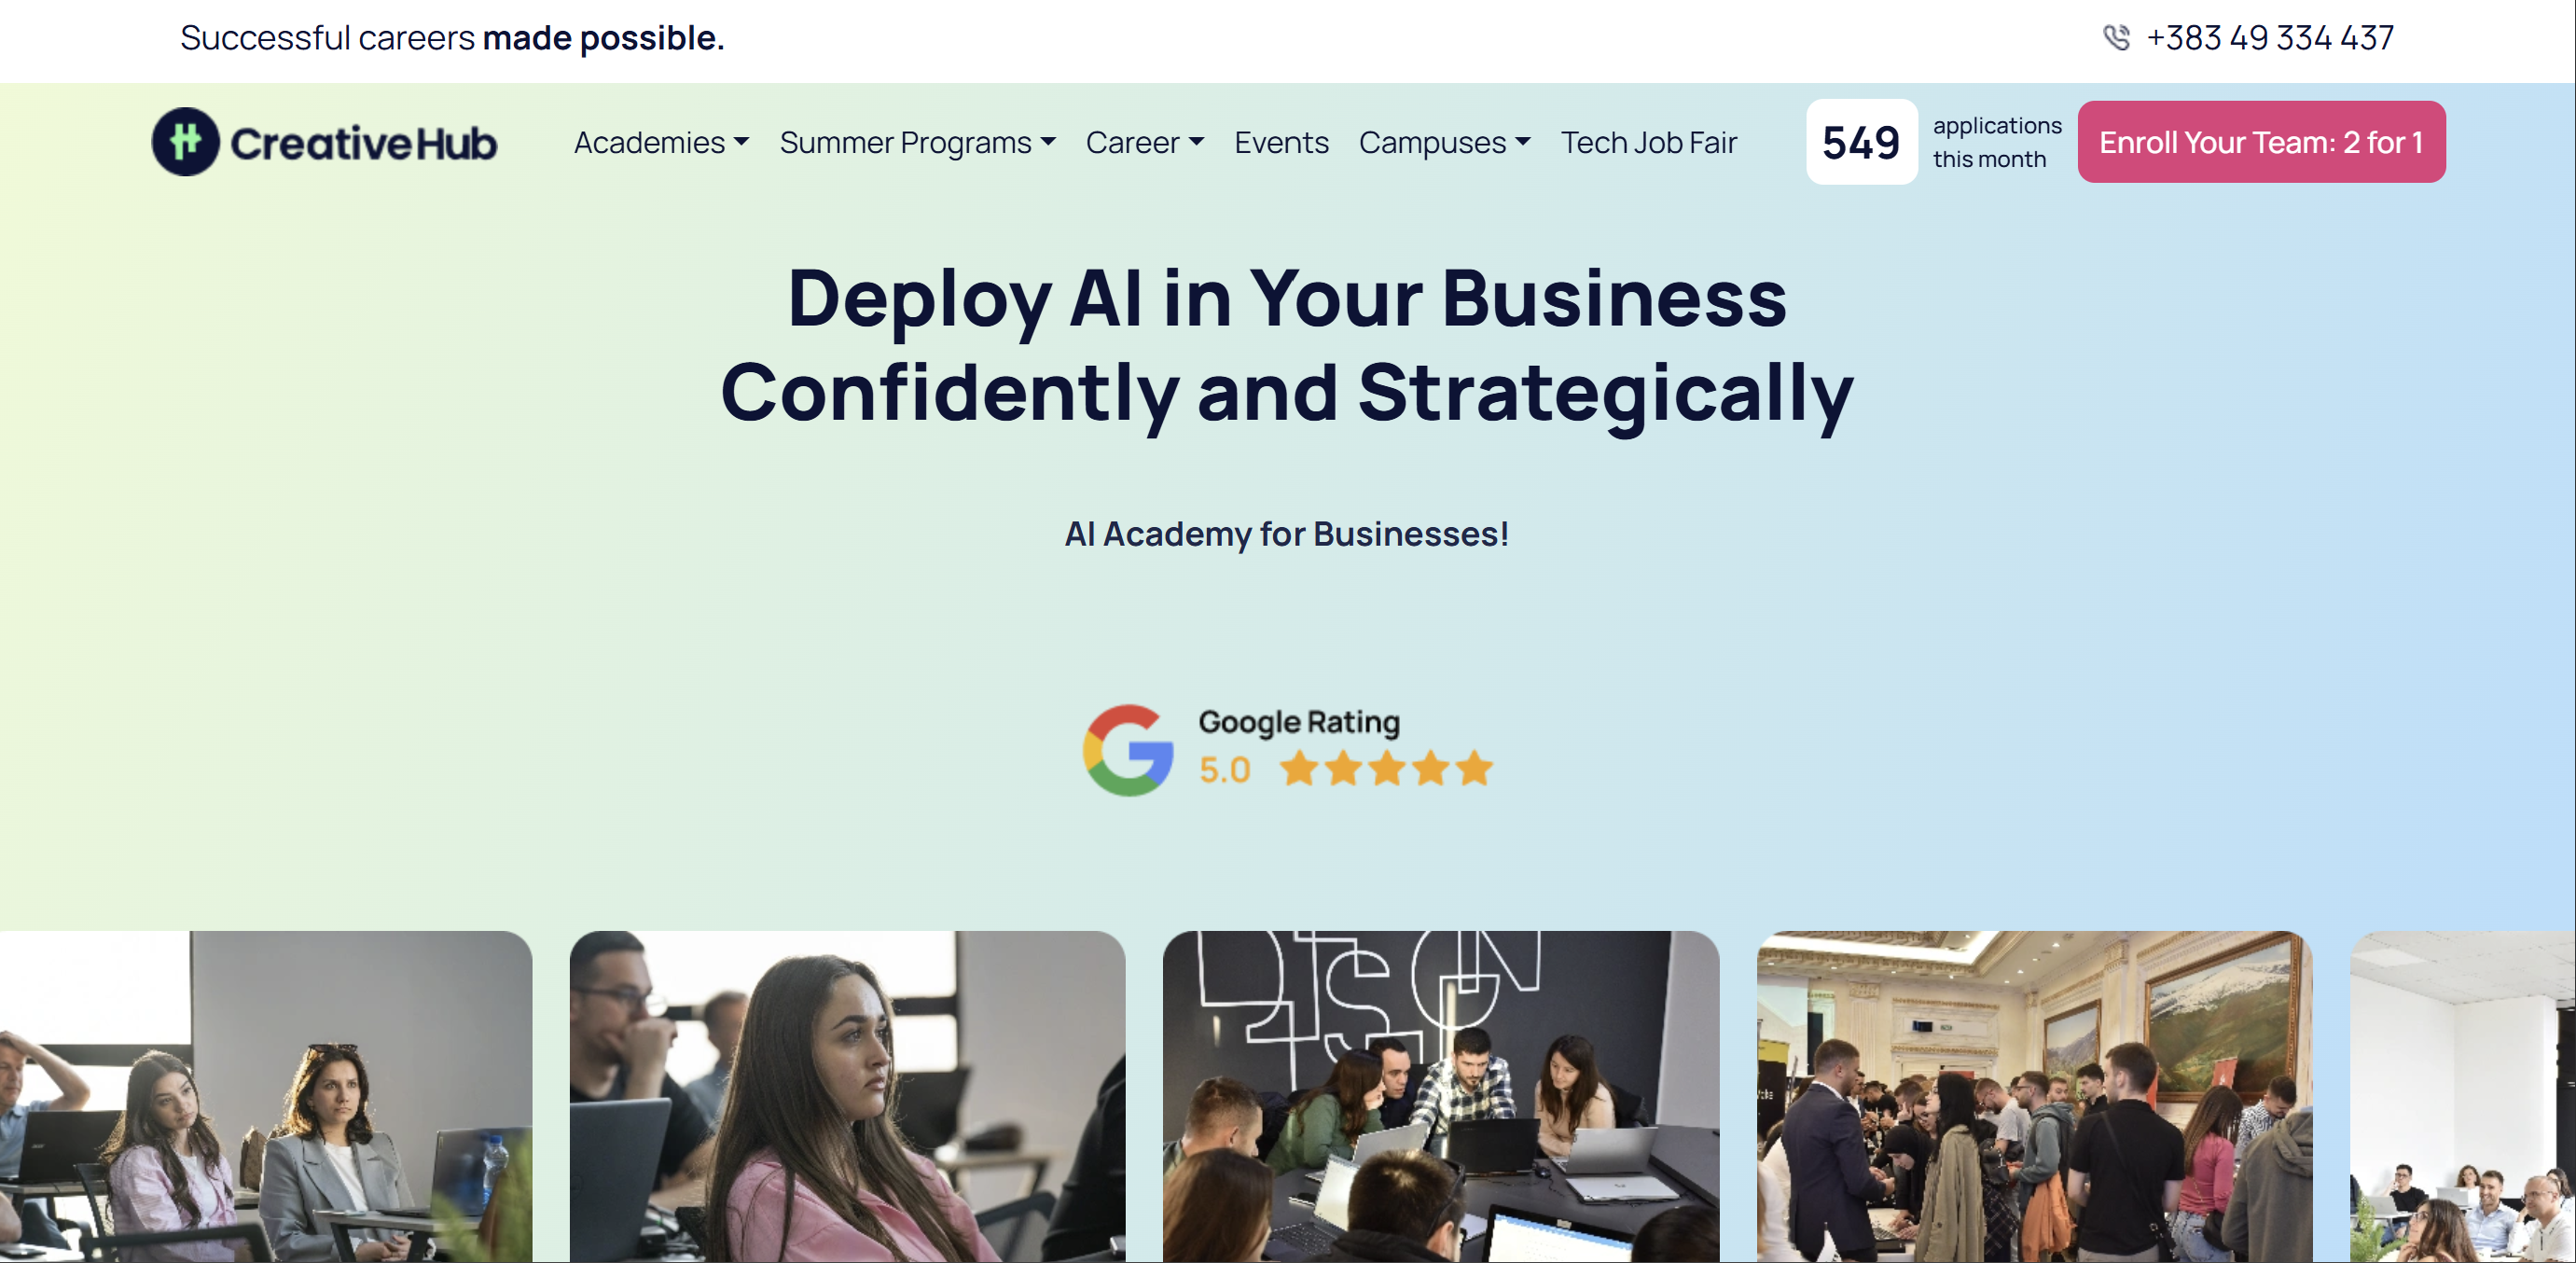 Successful careers made possible.
+383 49 334 437
CreativeHub
Academies
Summer Programs
Career
Events
Campuses
Tech Job Fair
549
applications
this month
Enroll Your Team: 2 for 1
Deploy AI in Your Business
Confidently and Strategically
AI Academy for Businesses!
Google Rating
5.0